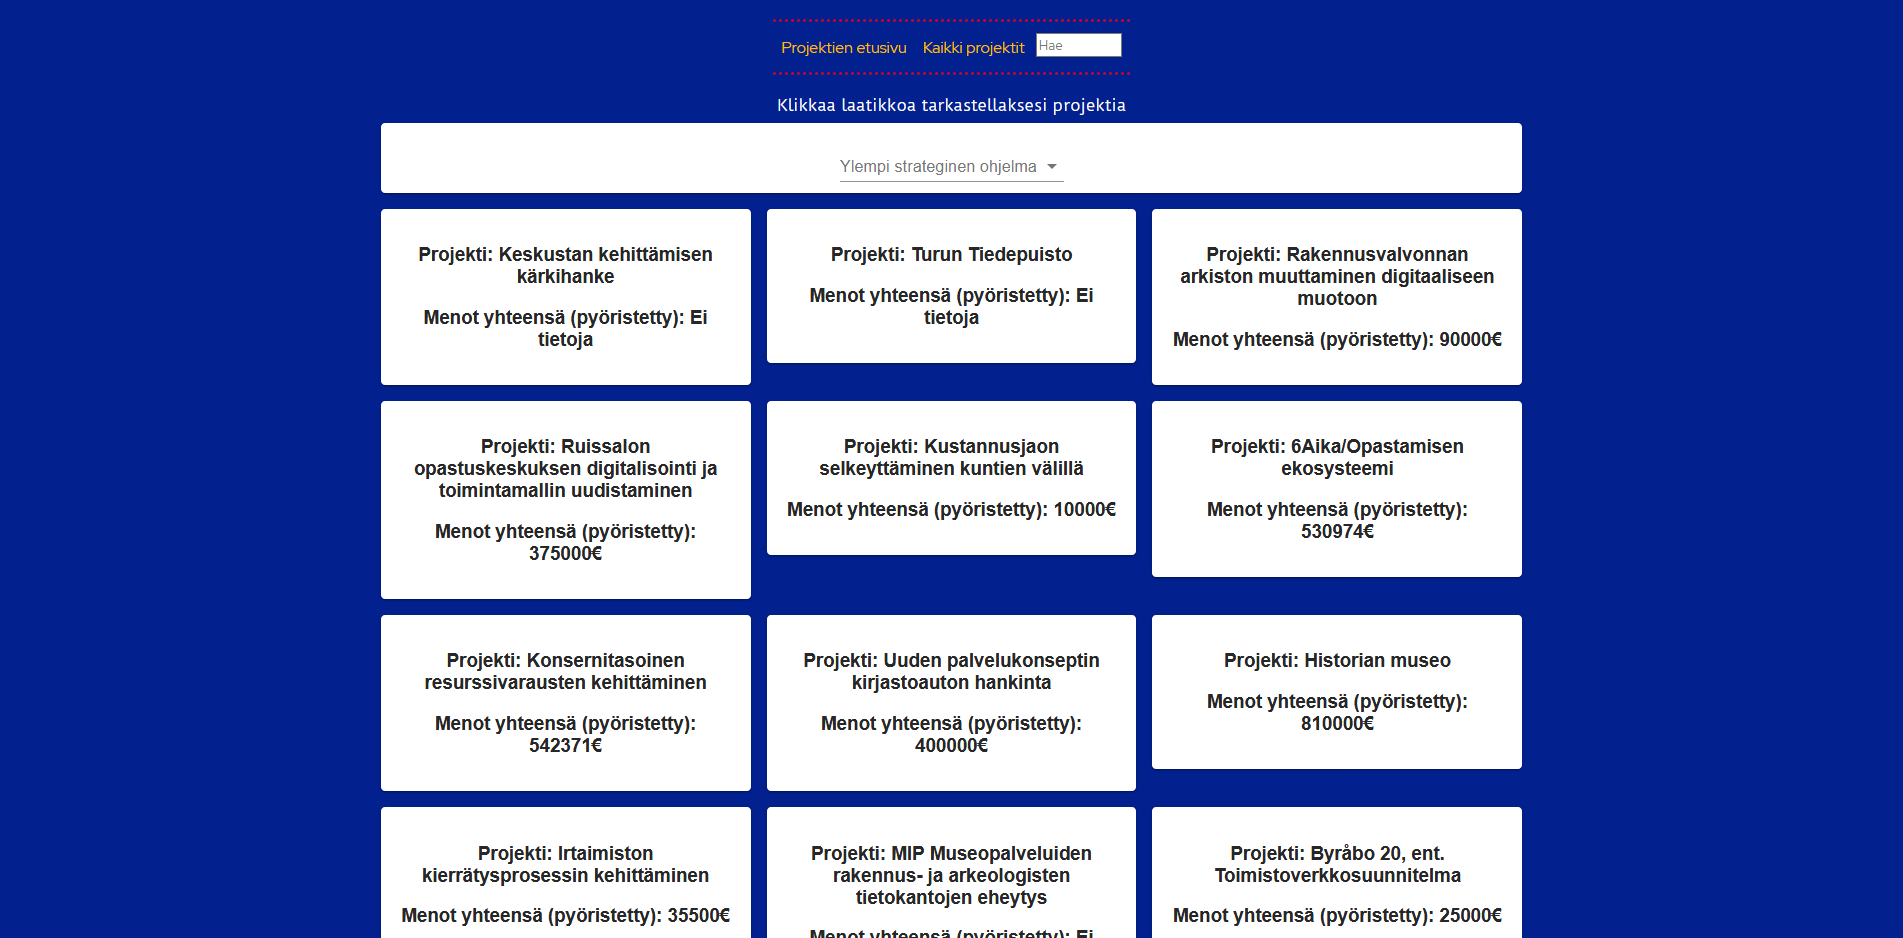 Projektien etusivu Kaikki projektit Hae
Klikkaa laatikkoa tarkastellaksesi projektia
Ylempi strateginen ohjelma
Projekti: Keskustan kehittämisen
kärkihanke
Menot yhteensä (pyöristetty): Ei
tietoja
Projekti: Turun Tiedepuisto
Menot yhteensä (pyöristetty): Ei
tietoja
Projekti: Rakennusvalvonnan
arkiston muuttaminen digitaaliseen
muotoon
Menot yhteensä (pyöristetty): 90000€
Projekti: Ruissalon
opastuskeskuksen digitalisointi ja
toimintamallin uudistaminen
Menot yhteensä (pyöristetty):
375000€
Projekti: Kustannusjaon
selkeyttäminen kuntien välillä
Menot yhteensä (pyöristetty): 10000€
Projekti: 6Aika/Opastamisen
ekosysteemi
Menot yhteensä (pyöristetty):
530974€
Projekti: Konsernitasoinen
resurssivarausten kehittäminen
Menot yhteensä (pyöristetty):
542371€
Projekti: Uuden palvelukonseptin
kirjastoauton hankinta
Menot yhteensä (pyöristetty):
400000€
Projekti: Historian museo
Menot yhteensä (pyöristetty):
810000€
Projekti: Irtaimiston
kierrätysprosessin kehittäminen
Menot yhteensä (pyöristetty): 35500€
Projekti: MIP Museopalveluiden
rakennus- ja arkeologisten
tietokantojen eheytys
Menot yhteensä (pyöristetty): Ei
Projekti: Byråbo 20, ent.
Toimistoverkkosuunnitelma
Menot yhteensä (pyöristetty): 25000€